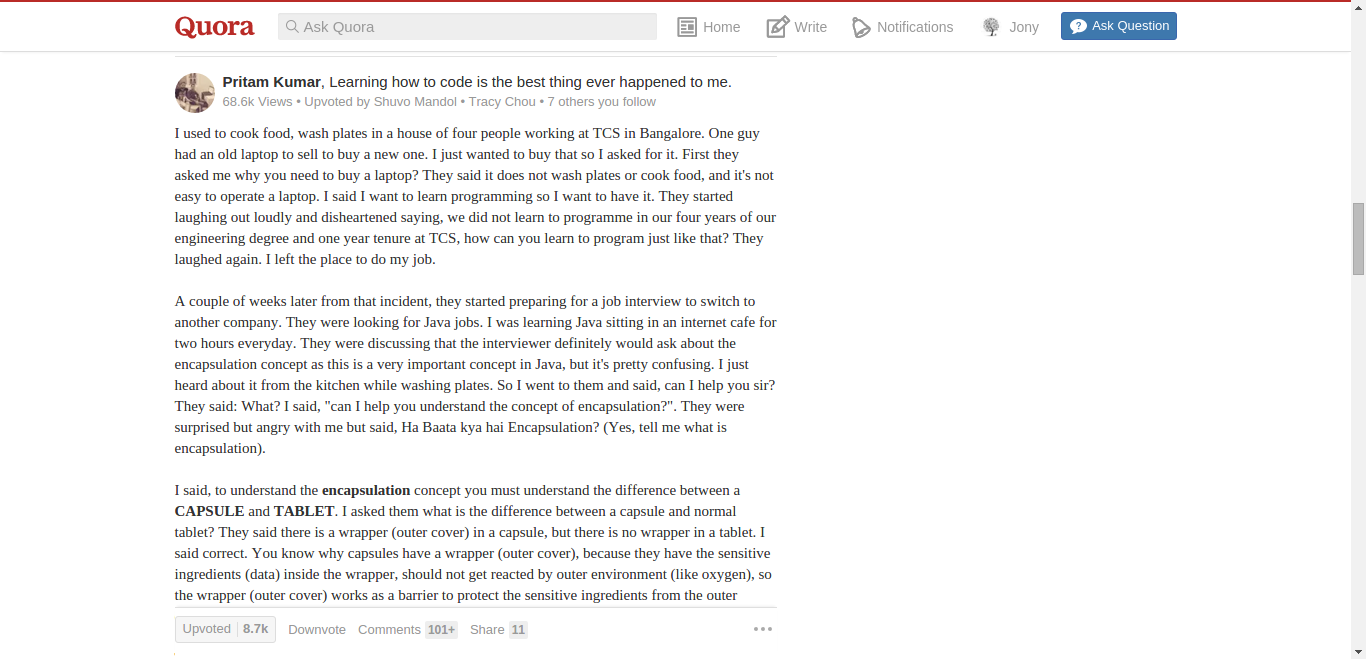 Quora
Ask Quora
Home
Write
Notifications
Jony
? Ask Question
Pritam Kumar, Learning how to code is the best thing ever happened to me.
68.6k Views • Upvoted by Shuvo Mandol • Tracy Chou • 7 others you follow
I used to cook food, wash plates in a house of four people working at TCS in Bangalore. One guy
had an old laptop to sell to buy a new one. I just wanted to buy that so I asked for it. First they
asked me why you need to buy a laptop? They said it does not wash plates or cook food, and it's not
easy to operate a laptop. I said I want to learn programming so I want to have it. They started
laughing out loudly and disheartened saying, we did not learn to programme in our four years of our
engineering degree and one year tenure at TCS, how can you learn to program just like that? They
laughed again. I left the place to do my job.
A couple of weeks later from that incident, they started preparing for a job interview to switch to
another company. They were looking for Java jobs. I was learning Java sitting in an internet cafe for
two hours everyday. They were discussing that the interviewer definitely would ask about the
encapsulation concept as this is a very important concept in Java, but it's pretty confusing. I just
heard about it from the kitchen while washing plates. So I went to them and said, can I help you sir?
They said: What? I said, "can I help you understand the concept of encapsulation?". They were
surprised but angry with me but said, Ha Baata kya hai Encapsulation? (Yes, tell me what is
encapsulation).
I said, to understand the encapsulation concept you must understand the difference between a
CAPSULE and TABLET. I asked them what is the difference between a capsule and normal
tablet? They said there is a wrapper (outer cover) in a capsule, but there is no wrapper in a tablet. I
said correct. You know why capsules have a wrapper (outer cover), because they have the sensitive
ingredients (data) inside the wrapper, should not get reacted by outer environment (like oxygen), so
the wrapper (outer cover) works as a barrier to protect the sensitive ingredients from the outer
Upvoted 8.7k Downvote Comments 101+ Share 11